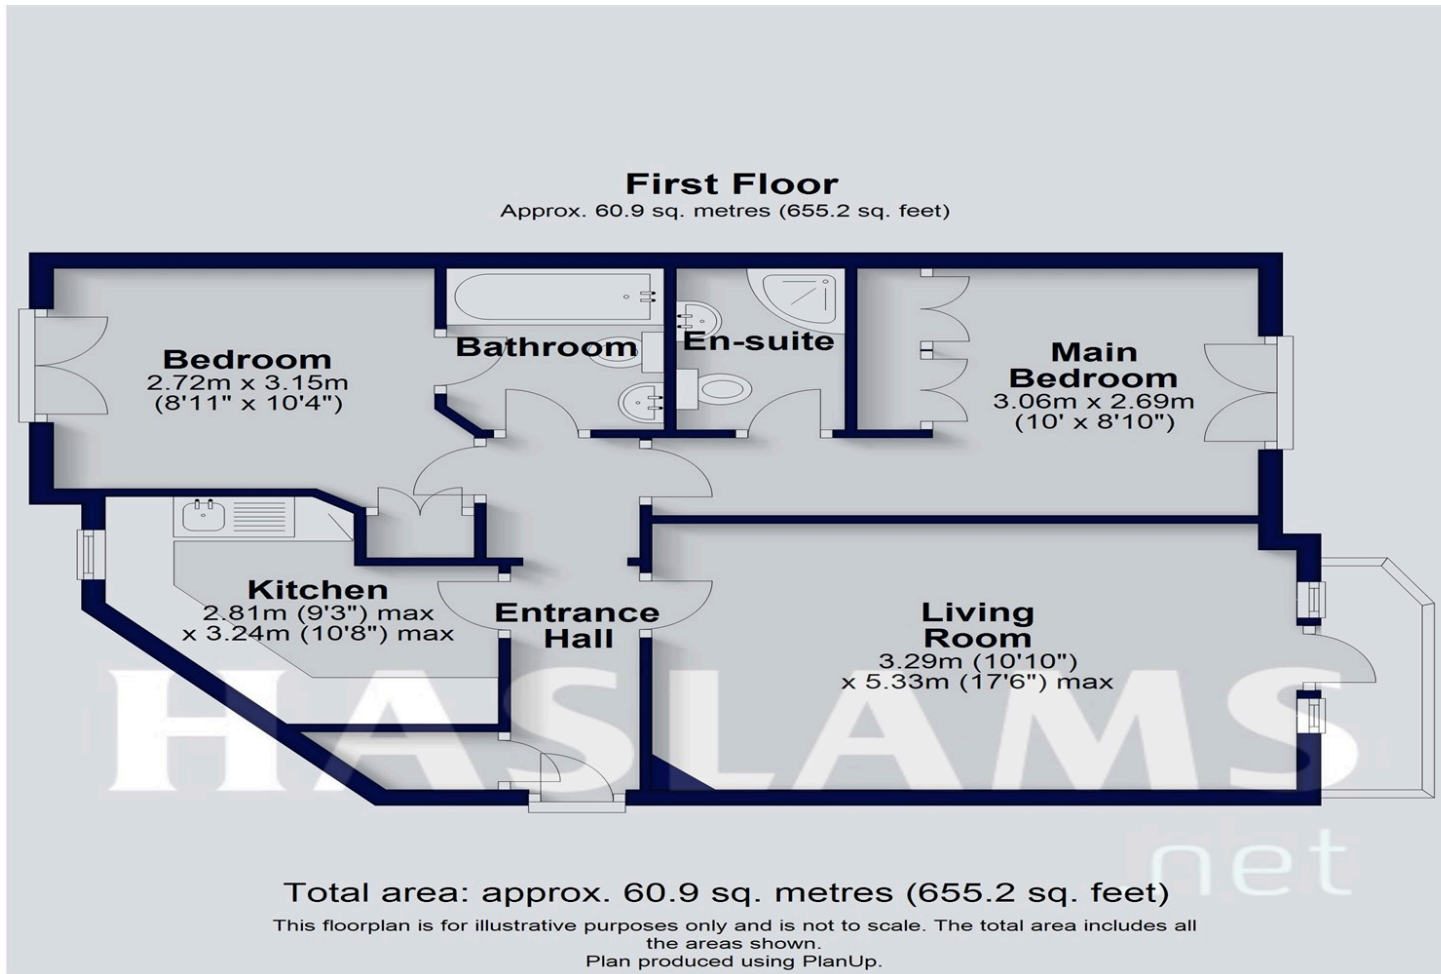 First Floor
Approx. 60.9 sq. metres (655.2 sq. feet)
Bedroom
2.72m x 3.15m
(8'11" x 10'4")
Bathroom
En-suite
Main
Bedroom
3.06m x 2.69m
(10' x 8'10")
Kitchen
2.81m (9'3") max
x 3.24m (10'8") max
Entrance
Hall
Living
Room
3.29m (10'10")
x 5.33m (17'6") max
HASLAMS
.net
Total area: approx. 60.9 sq. metres (655.2 sq. feet)
This floorplan is for illustrative purposes only and is not to scale. The total area includes all
the areas shown.
Plan produced using PlanUp.